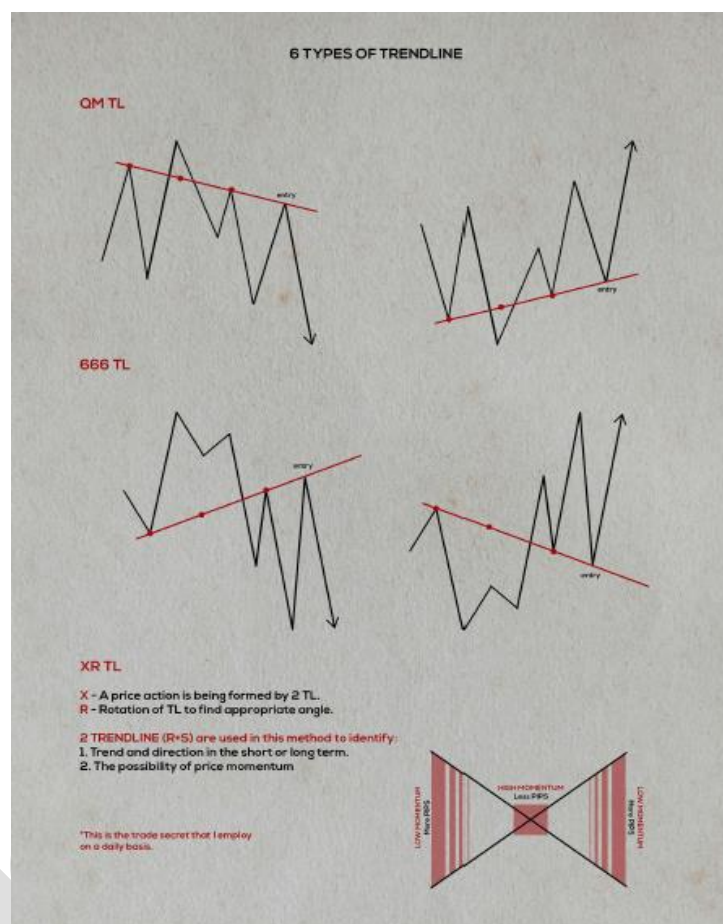 6 TYPES OF TRENDLINE
QM TL
entry
entry
666 TL
entry
entry
XR TL
X - A price action is being formed by 2 TL.
R - Rotation of TL to find appropriate angle.
2 TRENDLINE (R+S) are used in this method to identify:
1. Trend and direction in the short or long term.
2. The possibility of price momentum
HIGH MOMENTUM
Less PIPS
LOW MOMENTUM
More PIPS
More PIPS
LOW MOMENTUM
*This is the trade secret that I employ
on a daily basis.